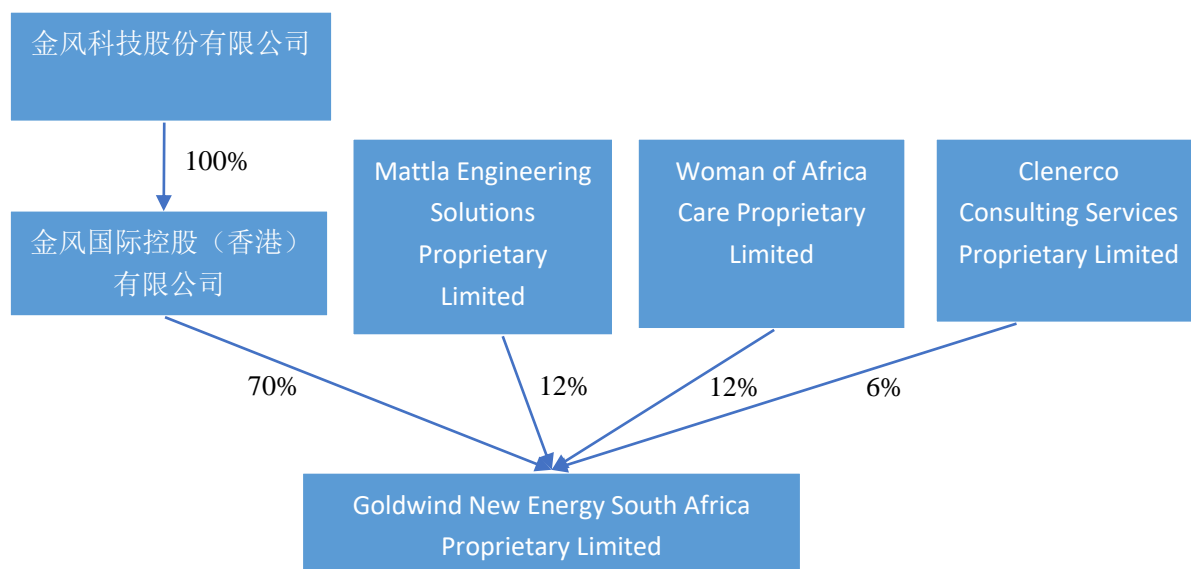 金风科技股份有限公司
100%
金风国际控股（香港）
有限公司
Mattla Engineering
Solutions
Proprietary
Limited
Woman of Africa
Care Proprietary
Limited
Clenerco
Consulting Services
Proprietary Limited
70%
12%
12%
6%
Goldwind New Energy South Africa
Proprietary Limited